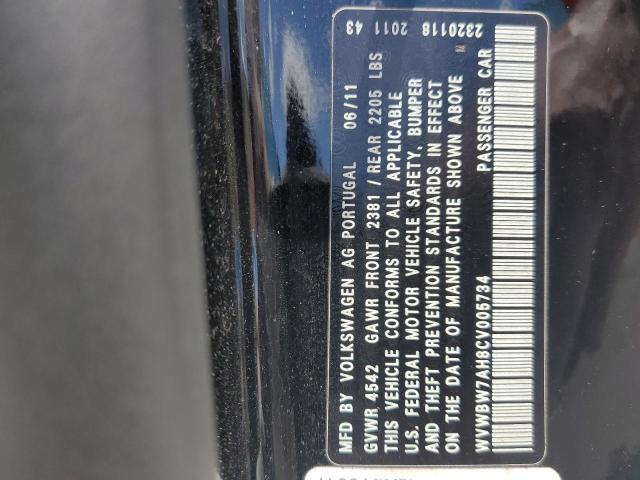 2320118 2011 43
MFD BY VOLKSWAGEN AG PORTUGAL 06/11
GVWR 4542 GAWR FRONT 2381 / REAR 2205 LBS
THIS VEHICLE CONFORMS TO ALL APPLICABLE
U.S. FEDERAL MOTOR VEHICLE SAFETY, BUMPER
AND THEFT PREVENTION STANDARDS IN EFFECT
ON THE DATE OF MANUFACTURE SHOWN ABOVE
WVWBW7AH8CV005734 PASSENGER CAR